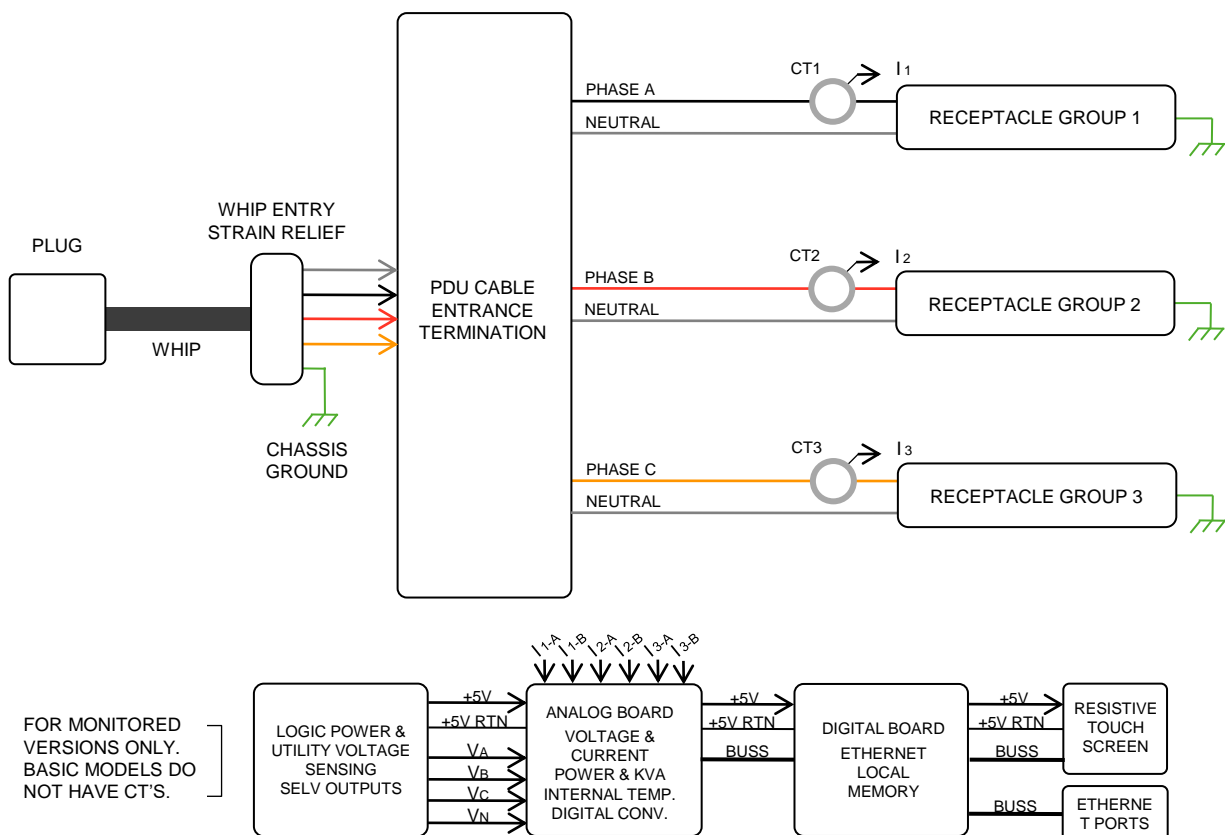 CT1
I1
PHASE A
NEUTRAL
RECEPTACLE GROUP 1
WHIP ENTRY
STRAIN RELIEF
PLUG
WHIP
PDU CABLE
ENTRANCE
TERMINATION
CT2
I2
PHASE B
NEUTRAL
RECEPTACLE GROUP 2
CHASSIS
GROUND
CT3
I3
PHASE C
NEUTRAL
RECEPTACLE GROUP 3
FOR MONITORED
VERSIONS ONLY.
BASIC MODELS DO
NOT HAVE CT'S.
LOGIC POWER &
UTILITY VOLTAGE
SENSING
SELV OUTPUTS
+5V
+5V RTN
VA
VB
VC
VN
I1-A
I1-B
I2-A
I2-B
I3-A
I3-B
ANALOG BOARD
VOLTAGE &
CURRENT
POWER & KVA
INTERNAL TEMP.
DIGITAL CONV.
+5V
+5V RTN
BUSS
DIGITAL BOARD
ETHERNET
LOCAL
MEMORY
+5V
+5V RTN
BUSS
RESISTIVE
TOUCH
SCREEN
BUSS
ETHERNE
T PORTS